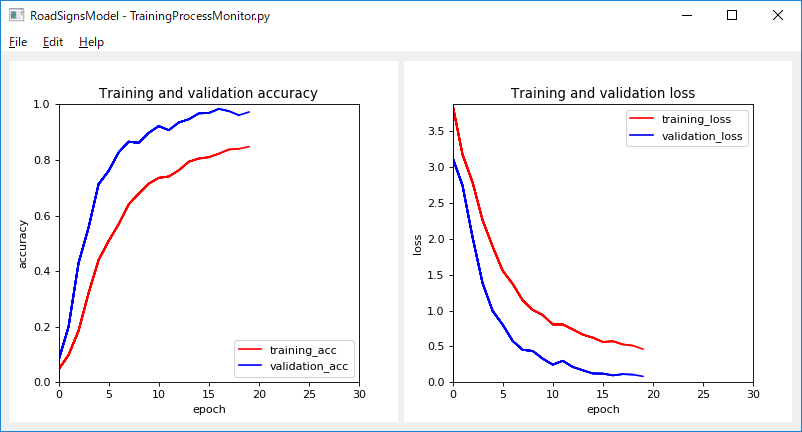 RoadSignsModel - TrainingProcessMonitor.py
File Edit Help
Training and validation accuracy
1.0
0.8
0.6
0.4
0.2
0.0
accuracy
0 5 10 15 20 25 30
epoch
training_acc
validation_acc
Training and validation loss
3.5
3.0
2.5
2.0
1.5
1.0
0.5
0.0
loss
0 5 10 15 20 25 30
epoch
training_loss
validation_loss